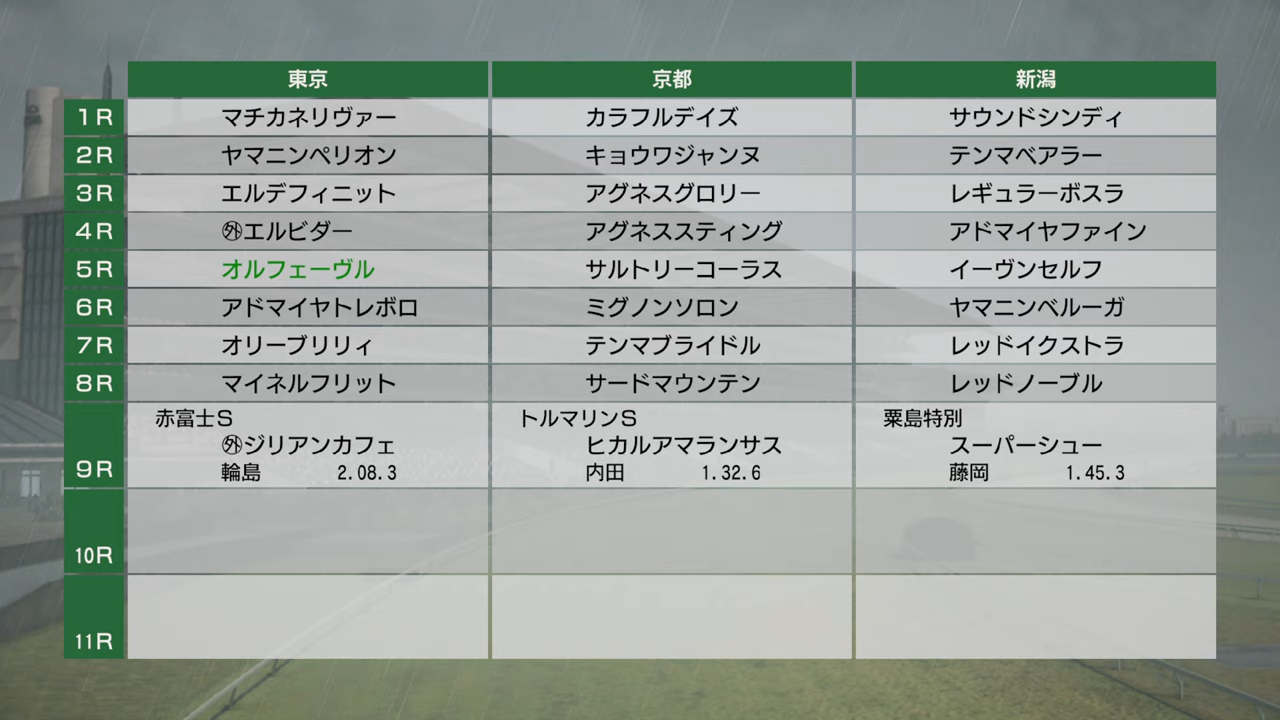 東京 京都 新潟
1R マチカネリヴァー カラフルデイズ サウンドシンディ
2R ヤマニンペリオン キョウワジャンヌ テンマベアラー
3R エルデフィニット アグネスグロリー レギュラーボスラ
4R 外エルビダー アグネススティング アドマイヤファイン
5R オルフェーヴル サルトリーコーラス イーヴンセルフ
6R アドマイヤトレボロ ミグノンソロン ヤマニンベルーガ
7R オリーブリリィ テンマブライドル レッドイクストラ
8R マイネルフリット サードマウンテン レッドノーブル
赤富士S トルマリンS 粟島特別
外ジリアンカフェ ヒカルアマランサス スーパーシュー
9R 輪島 2.08.3 内田 1.32.6 藤岡 1.45.3
10R
11R